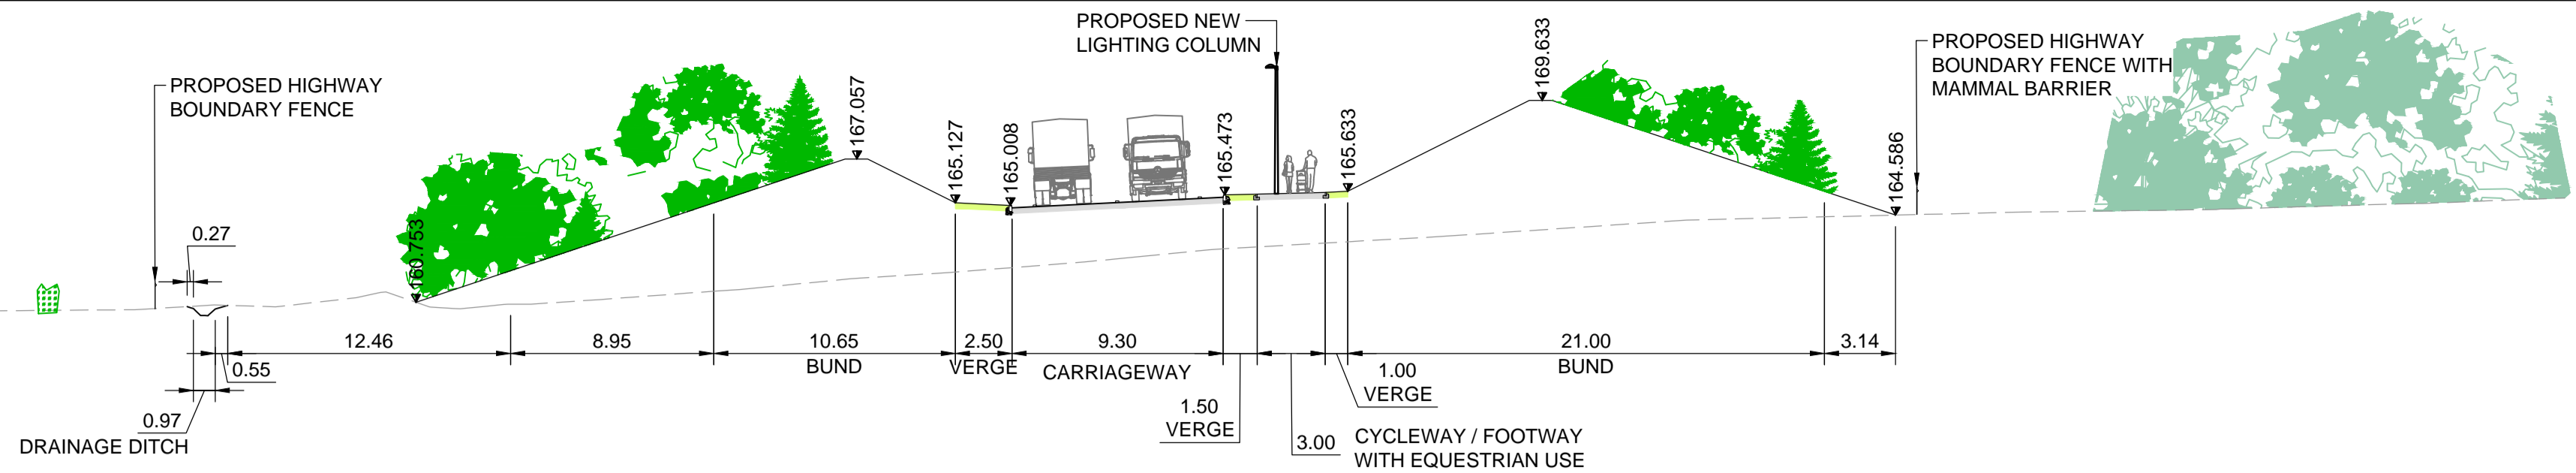 PROPOSED NEW
LIGHTING COLUMN
169.633
PROPOSED HIGHWAY
BOUNDARY FENCE WITH
MAMMAL BARRIER
PROPOSED HIGHWAY
BOUNDARY FENCE
167.057
165.127
165.008
165.473
165.633
164.586
160.753
0.27
12.46
8.95
10.65
BUND
2.50
VERGE
9.30
CARRIAGEWAY
21.00
BUND
3.14
0.55
1.00
VERGE
0.97
DRAINAGE DITCH
1.50
VERGE
3.00
CYCLEWAY / FOOTWAY
WITH EQUESTRIAN USE